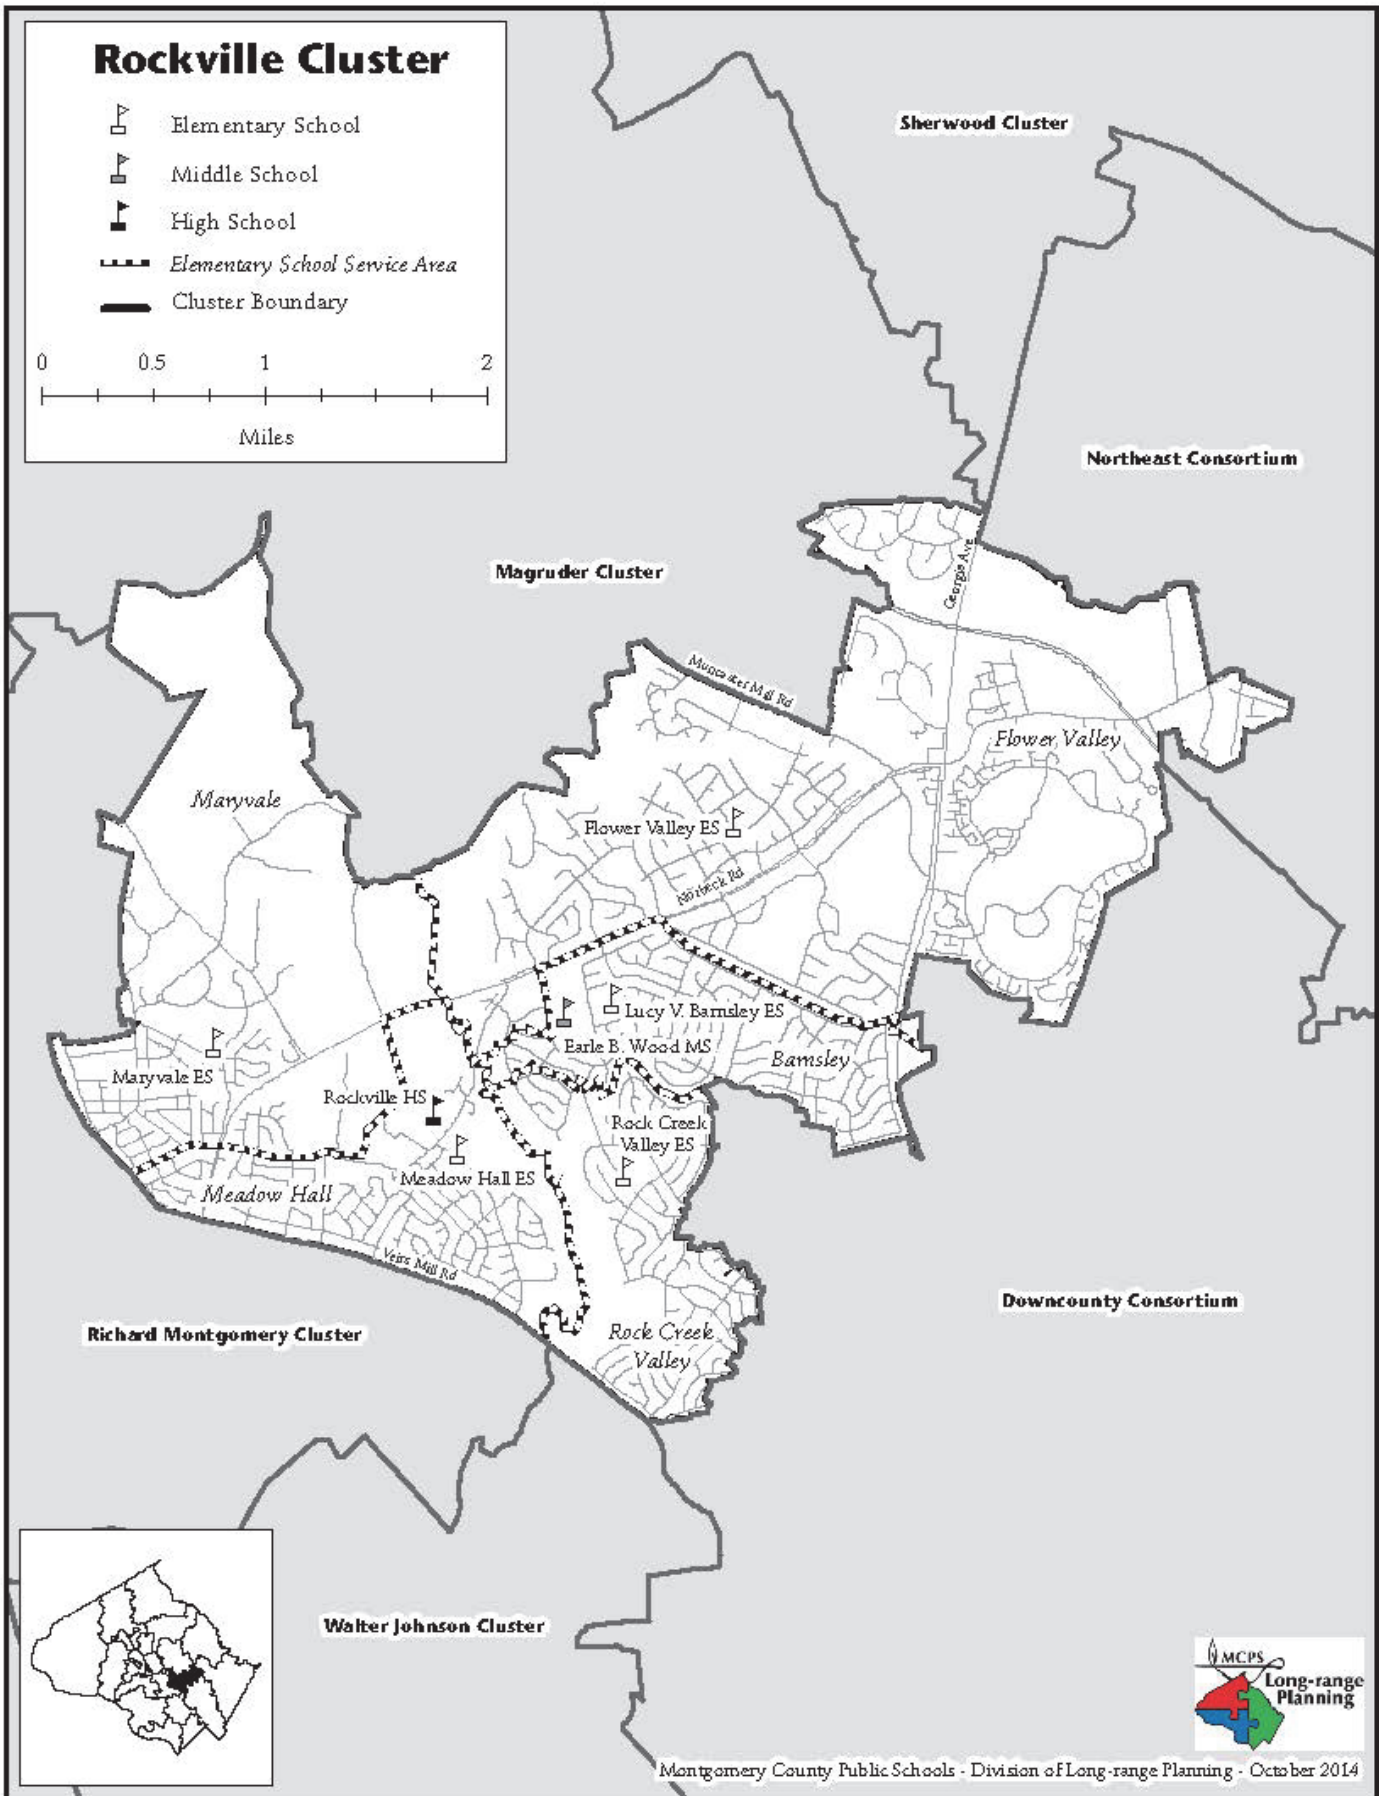 Rockville Cluster
Elementary School
Middle School
High School
Elementary School Service Area
Cluster Boundary
0 0.5 1 2
Miles
Sherwood Cluster
Northeast Consortium
Magruder Cluster
Georgia Ave
Muncaster Mill Rd
Flower Valley
Maryvale
Flower Valley ES
Norbeck Rd
Lucy V. Barnsley ES
Earle B. Wood MS
Barnsley
Maryvale ES
Rockville HS
Rock Creek
Valley ES
Meadow Hall ES
Meadow Hall
Veirs Mill Rd
Downcounty Consortium
Richard Montgomery Cluster
Rock Creek
Valley
Walter Johnson Cluster
MCPS
Long-range
Planning
Montgomery County Public Schools - Division of Long-range Planning - October 2014